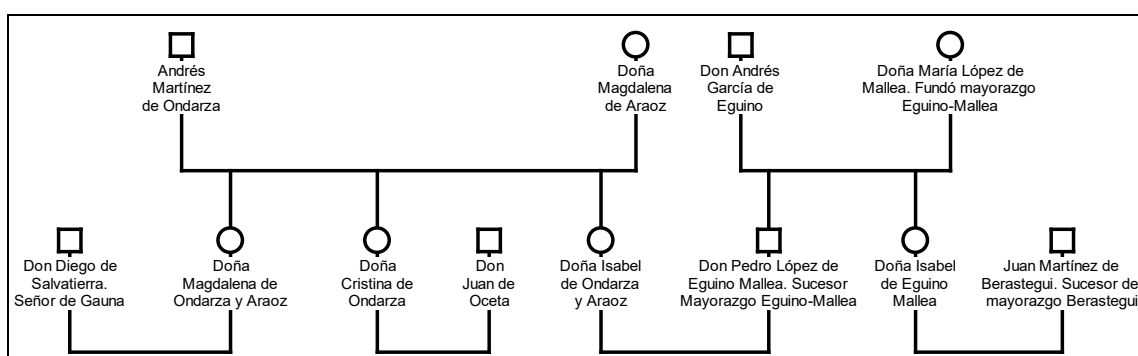 Andrés
Martínez
de Ondarza
Doña
Magdalena
de Araoz
Don Andrés
García de
Eguino
Doña María López de
Mallea. Fundó mayorazgo
Eguino-Mallea
Don Diego de
Salvatierra.
Señor de Gauna
Doña
Magdalena de
Ondarza y Araoz
Doña
Cristina de
Ondarza
Don
Juan de
Oceta
Doña Isabel
de Ondarza
y Araoz
Don Pedro López de
Eguino Mallea. Sucesor
Mayorazgo Eguino-Mallea
Doña Isabel
de Eguino
Mallea
Juan Martínez de
Berastegui. Sucesor de
mayorazgo Berastegui